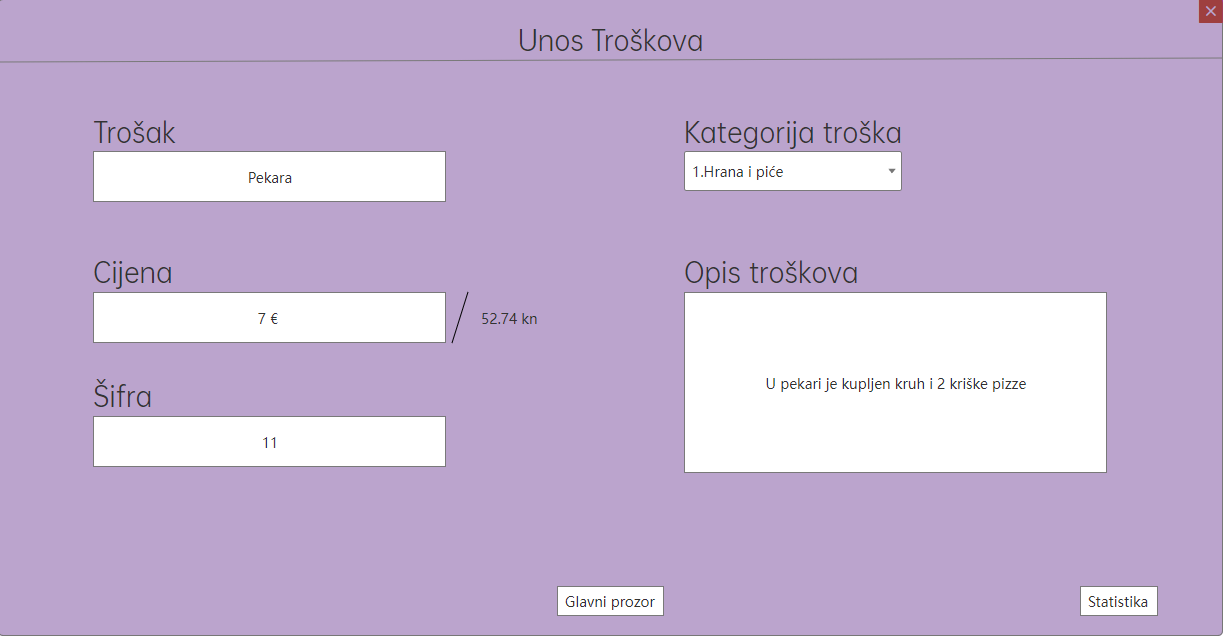 Unos Troškova
Trošak
Pekara
Kategorija troška
1.Hrana i piće
Cijena
7 €
52.74 kn
Opis troškova
U pekari je kupljen kruh i 2 kriške pizze
Šifra
11
Glavni prozor
Statistika